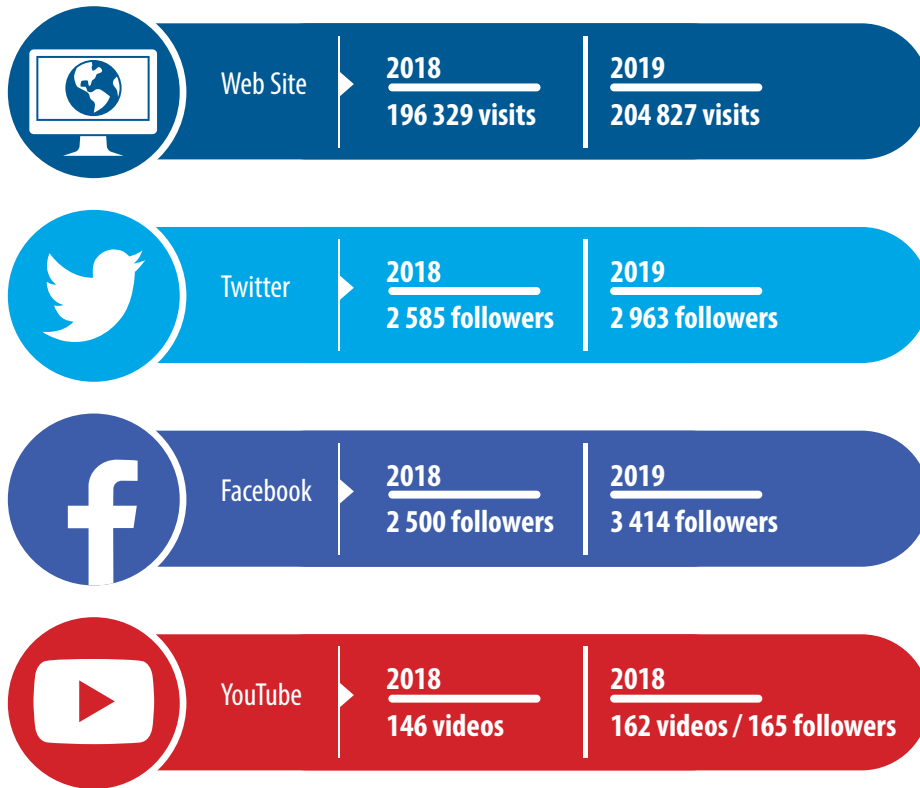 Web Site
2018
196 329 visits
2019
204 827 visits
Twitter
2018
2 585 followers
2019
2 963 followers
Facebook
2018
2 500 followers
2019
3 414 followers
YouTube
2018
146 videos
2018
162 videos / 165 followers